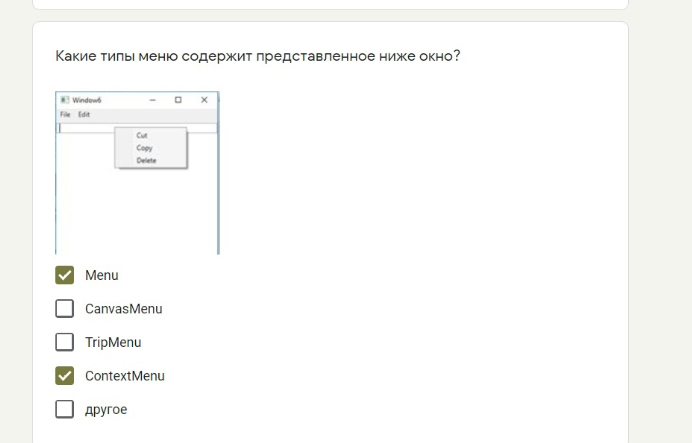 Какие типы меню содержит представленное ниже окно?
Window6
File Edit
Cut
Copy
Delete
Menu
CanvasMenu
TripMenu
ContextMenu
другое